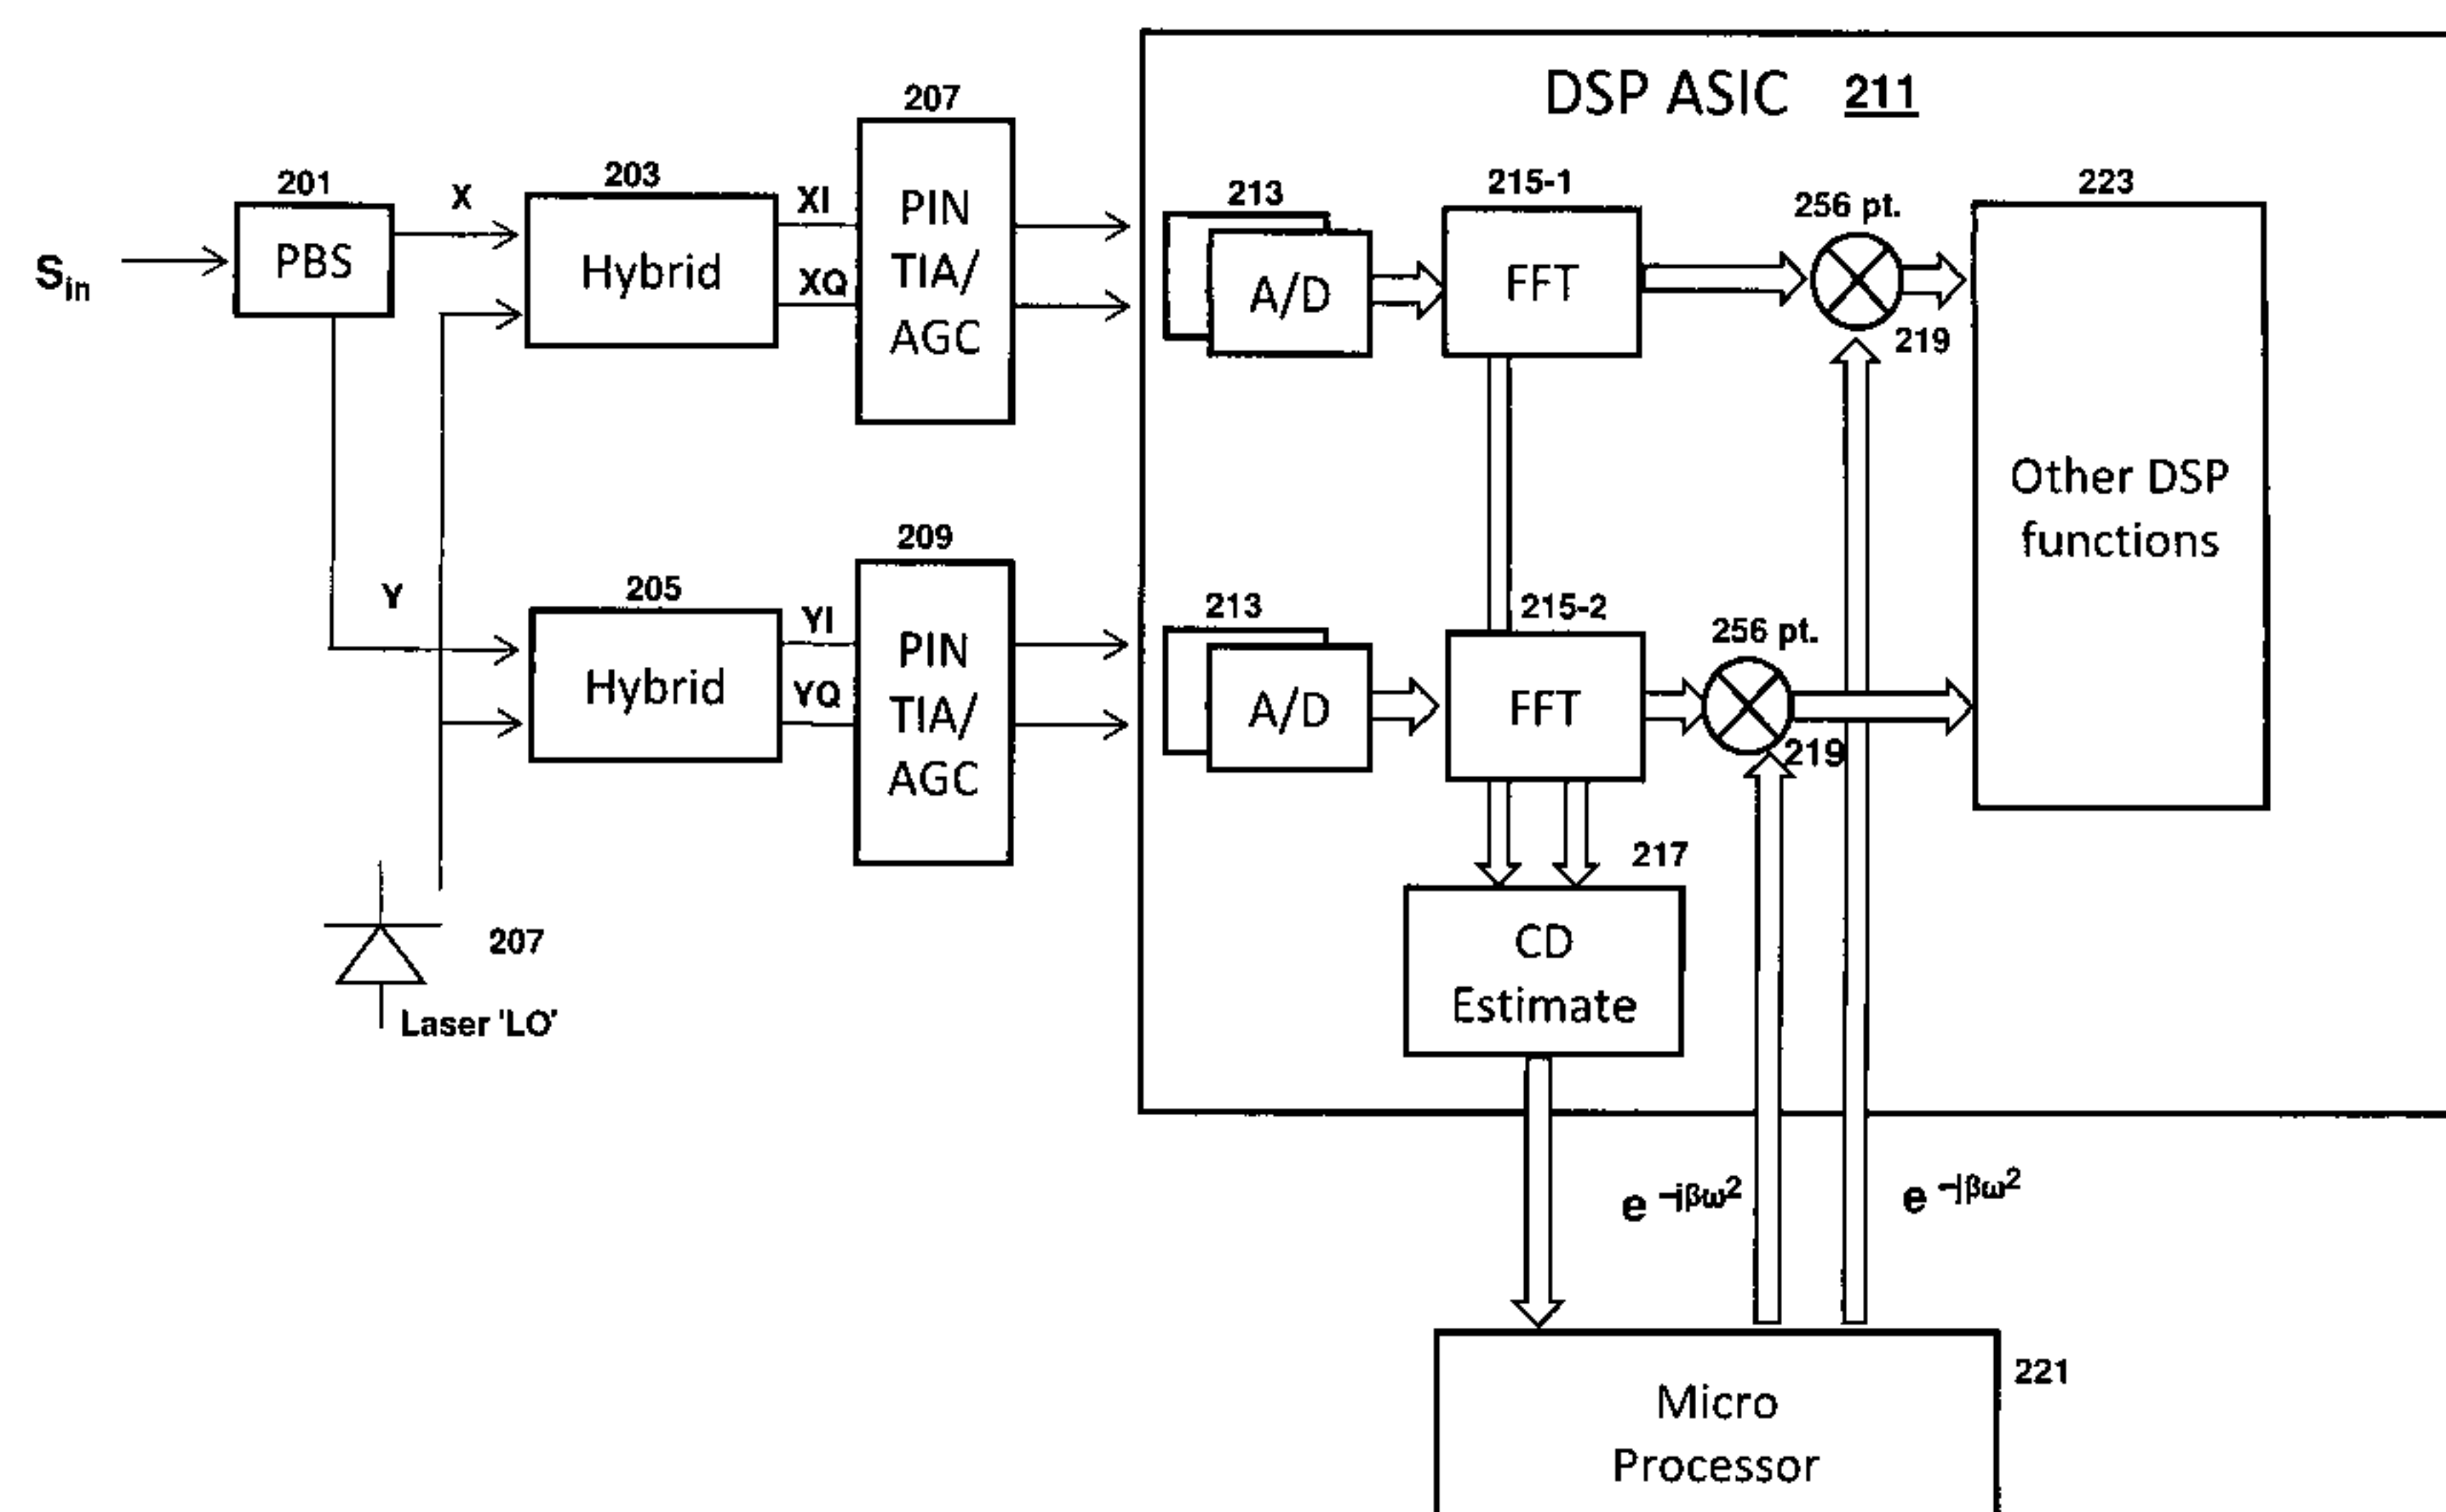 DSP ASIC 211
207
201
X
203
XI
PIN
TIA/
AGC
213
215-1
256 pt.
223
S_in
PBS
Hybrid
XQ
A/D
FFT
219
Other DSP
functions
209
Y
205
YI
YQ
Hybrid
PIN
TIA/
AGC
213
215-2
256 pt.
A/D
FFT
219
217
CD
Estimate
207
Laser 'LO'
e^-jβω²
e^-jβω²
221
Micro
Processor